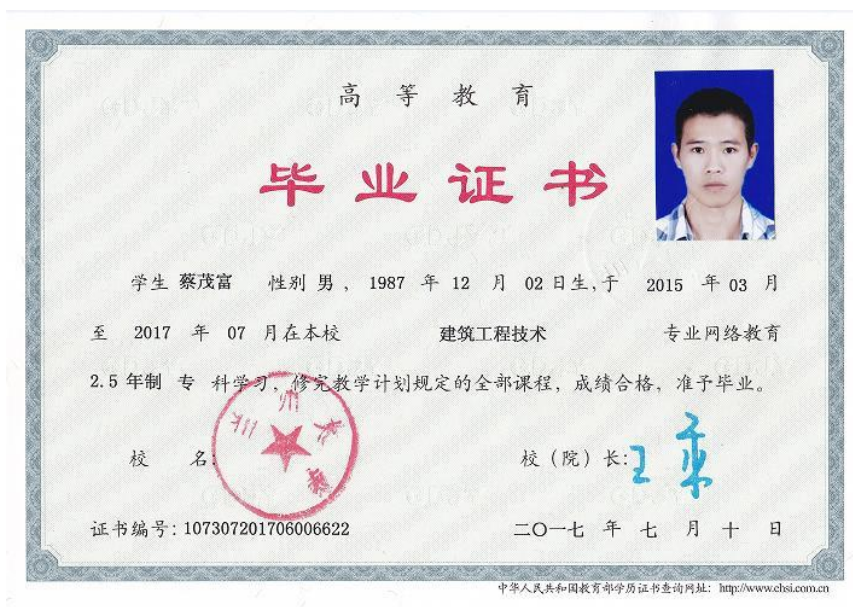 高等教育
毕业证书
学生 蔡茂富 性别 男 ， 1987 年 12 月 02 日生,于 2015 年 03 月
至 2017 年 07 月在本校 建筑工程技术 专业网络教育
2.5 年制 专 科学习，修完教学计划规定的全部课程，成绩合格，准予毕业。
校 名: 校（院）长:
证书编号: 107307201706006622 二〇一七 年 七 月 十 日
中华人民共和国教育部学历证书查询网址: http://www.chsi.com.cn